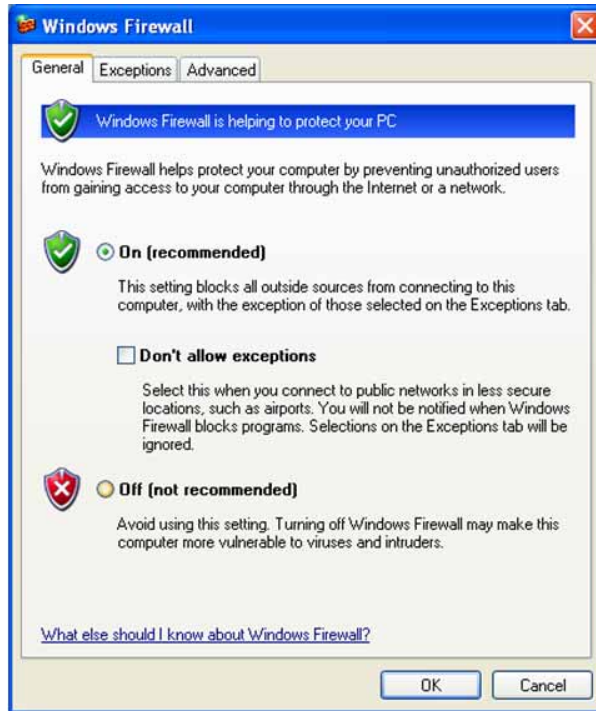 Windows Firewall
General Exceptions Advanced
Windows Firewall is helping to protect your PC
Windows Firewall helps protect your computer by preventing unauthorized users
from gaining access to your computer through the Internet or a network.
On (recommended)
This setting blocks all outside sources from connecting to this
computer, with the exception of those selected on the Exceptions tab.
Don't allow exceptions
Select this when you connect to public networks in less secure
locations, such as airports. You will not be notified when Windows
Firewall blocks programs. Selections on the Exceptions tab will be
ignored.
Off (not recommended)
Avoid using this setting. Turning off Windows Firewall may make this
computer more vulnerable to viruses and intruders.
What else should I know about Windows Firewall?
OK Cancel